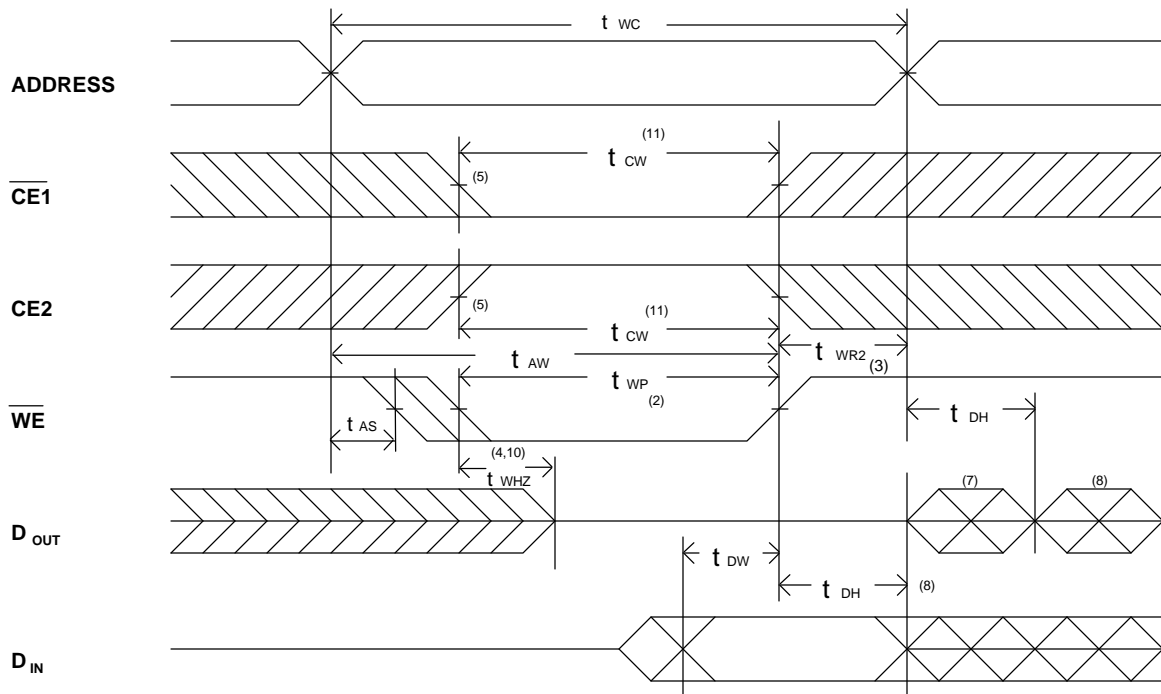 t WC
ADDRESS
(11)
t CW
CE1
(5)
CE2
(5)
(11)
t CW
t AW
t WR2
(3)
t WP
(2)
WE
t AS
t DH
(4,10)
t WHZ
(7)
(8)
D OUT
t DW
t DH
(8)
D IN